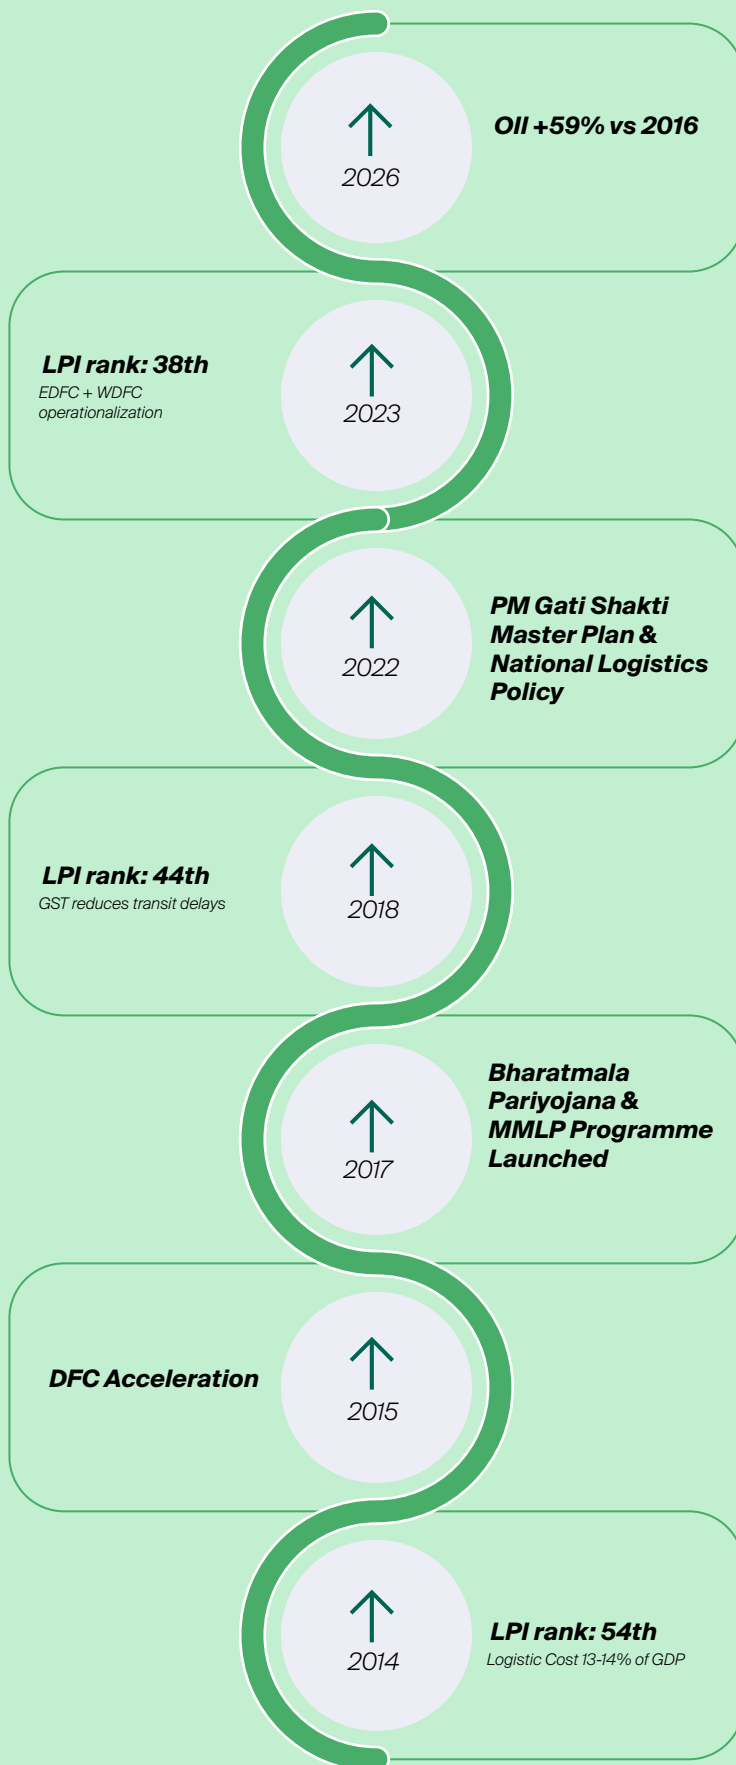 OII +59% vs 2016
2026
LPI rank: 38th
EDFC + WDFC
operationalization
2023
PM Gati Shakti
Master Plan &
National Logistics
Policy
2022
LPI rank: 44th
GST reduces transit delays
2018
Bharatmala
Pariyojana &
MMLP Programme
Launched
2017
DFC Acceleration
2015
LPI rank: 54th
Logistic Cost 13-14% of GDP
2014